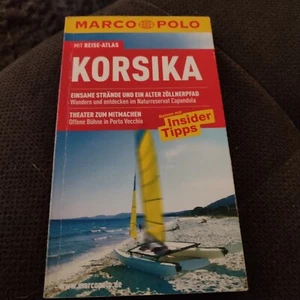 MARCO POLO
MIT REISE-ATLAS
KORSIKA
EINSAME STRÄNDE UND EIN ALTER ZÖLLNERPFAD
Wandern und entdecken im Naturreservat Capandula
THEATER ZUM MITMACHEN
Offene Bühne in Porto Vecchio
Insider
Tipps
www.marcopolo.de